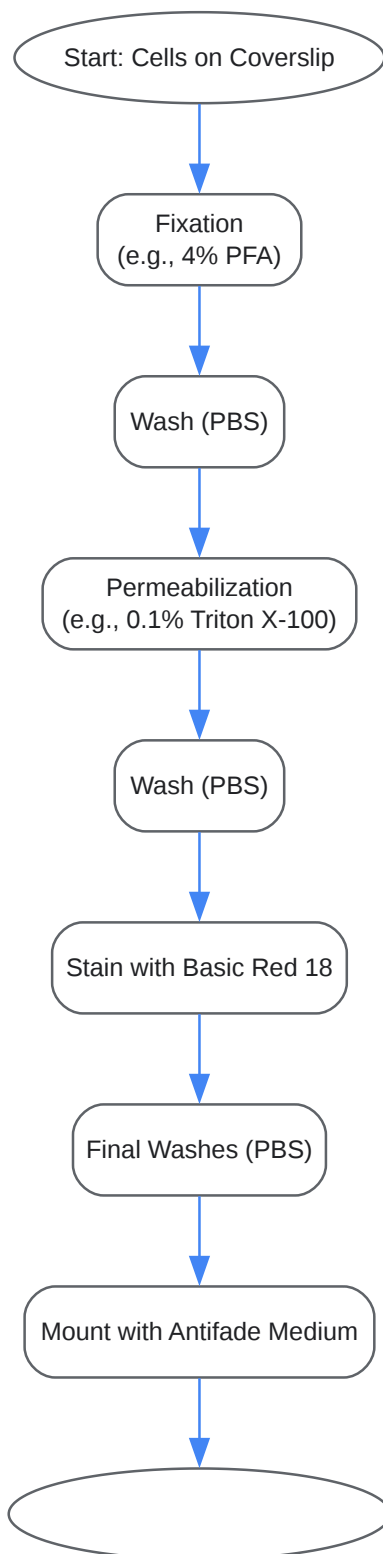 Start: Cells on Coverslip
Fixation
(e.g., 4% PFA)
Wash (PBS)
Permeabilization
(e.g., 0.1% Triton X-100)
Wash (PBS)
Stain with Basic Red 18
Final Washes (PBS)
Mount with Antifade Medium